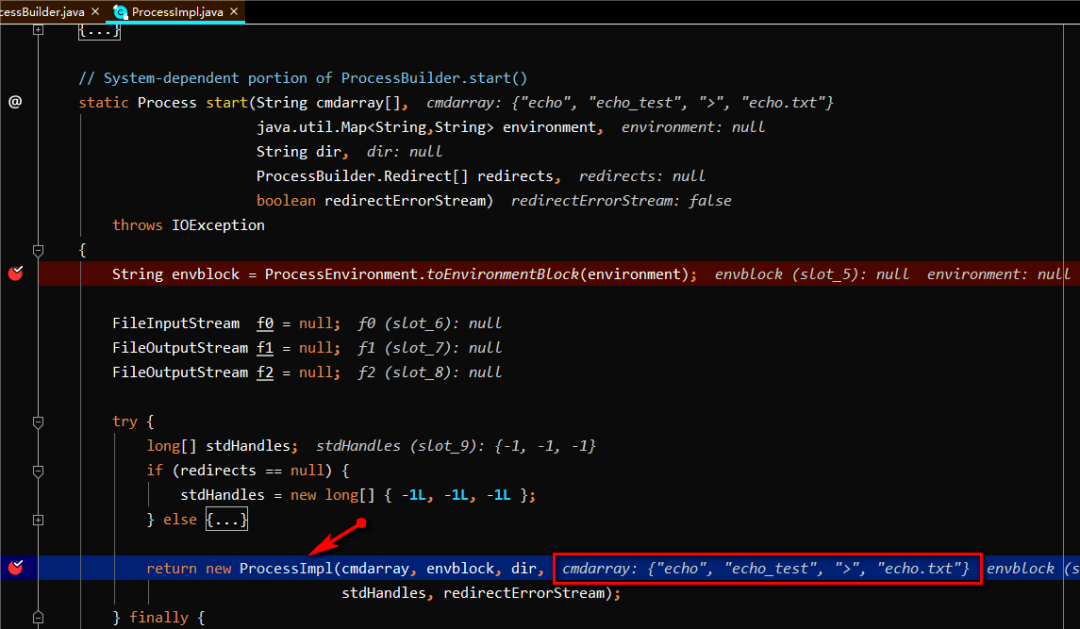 cessBuilder.java × ProcessImpl.java ×
{...}
// System-dependent portion of ProcessBuilder.start()
@ static Process start(String cmdarray[], cmdarray: {"echo", "echo_test", ">", "echo.txt"}
java.util.Map<String,String> environment, environment: null
String dir, dir: null
ProcessBuilder.Redirect[] redirects, redirects: null
boolean redirectErrorStream) redirectErrorStream: false
throws IOException
{
String envblock = ProcessEnvironment.toEnvironmentBlock(environment); envblock (slot_5): null environment: null
FileInputStream f0 = null; f0 (slot_6): null
FileOutputStream f1 = null; f1 (slot_7): null
FileOutputStream f2 = null; f2 (slot_8): null
try {
long[] stdHandles; stdHandles (slot_9): {-1, -1, -1}
if (redirects == null) {
stdHandles = new long[] { -1L, -1L, -1L };
} else {...}
return new ProcessImpl(cmdarray, envblock, dir, cmdarray: {"echo", "echo_test", ">", "echo.txt"} envblock (s
stdHandles, redirectErrorStream);
} finally {